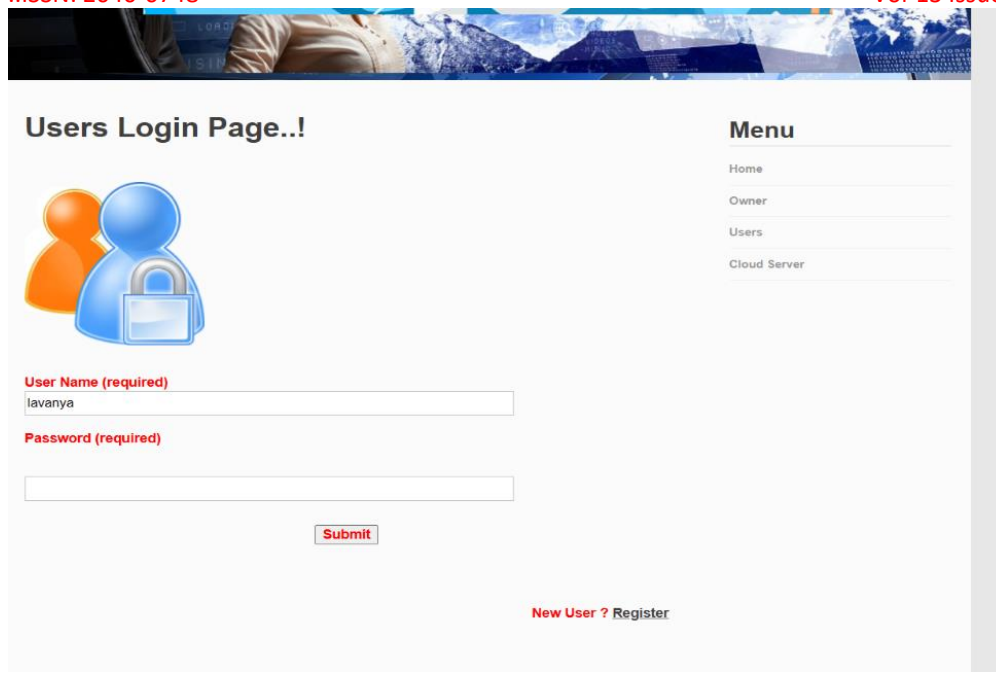 Users Login Page..!
Menu
Home
Owner
Users
Cloud Server
User Name (required)
lavanya
Password (required)
Submit
New User ? Register